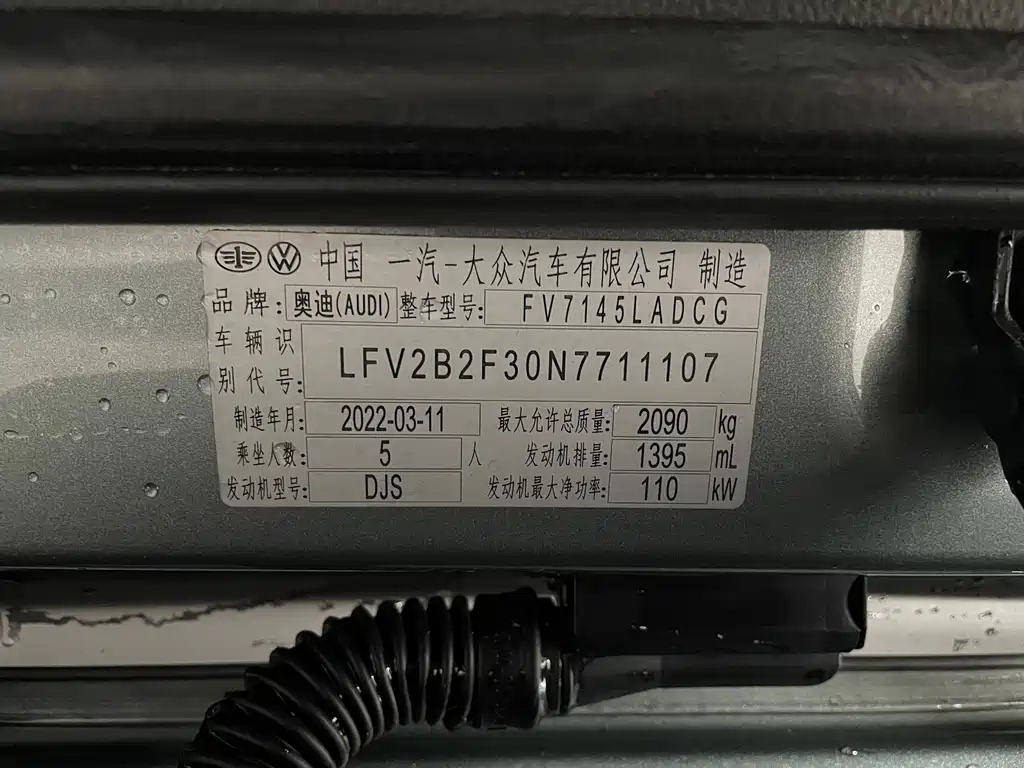 中国 一汽-大众汽车有限公司 制造
品牌: 奥迪(AUDI) 整车型号: FV7145LADCG
车辆识别代号: LFV2B2F30N7711107
制造年月: 2022-03-11 最大允许总质量: 2090 kg
乘坐人数: 5 人 发动机排量: 1395 mL
发动机型号: DJS 发动机最大净功率: 110 kW